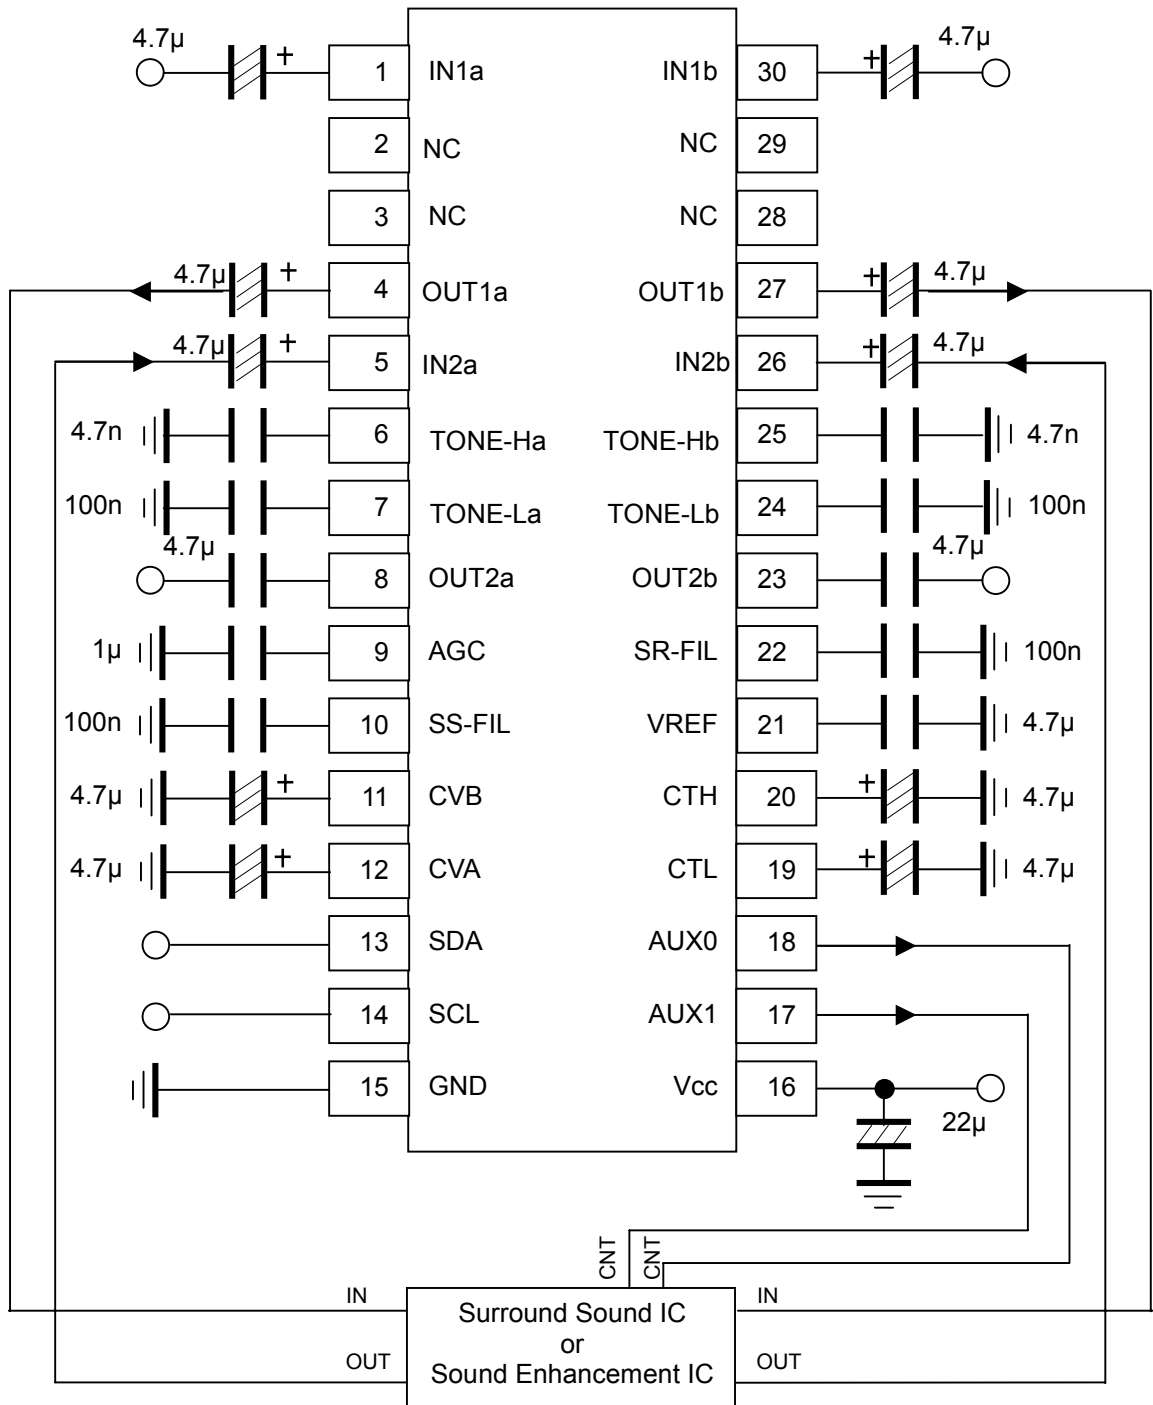 4.7µ + 1 IN1a IN1b 30 + 4.7µ
2 NC NC 29
3 NC NC 28
4.7µ + 4 OUT1a OUT1b 27 + 4.7µ
4.7µ + 5 IN2a IN2b 26 + 4.7µ
4.7n 6 TONE-Ha TONE-Hb 25 4.7n
100n 7 TONE-La TONE-Lb 24 100n
4.7µ 8 OUT2a OUT2b 23 4.7µ
1µ 9 AGC SR-FIL 22 100n
100n 10 SS-FIL VREF 21 4.7µ
4.7µ + 11 CVB CTH 20 + 4.7µ
4.7µ + 12 CVA CTL 19 + 4.7µ
13 SDA AUX0 18
14 SCL AUX1 17
15 GND Vcc 16
22µ
CNT CNT
IN Surround Sound IC IN
or
OUT Sound Enhancement IC OUT